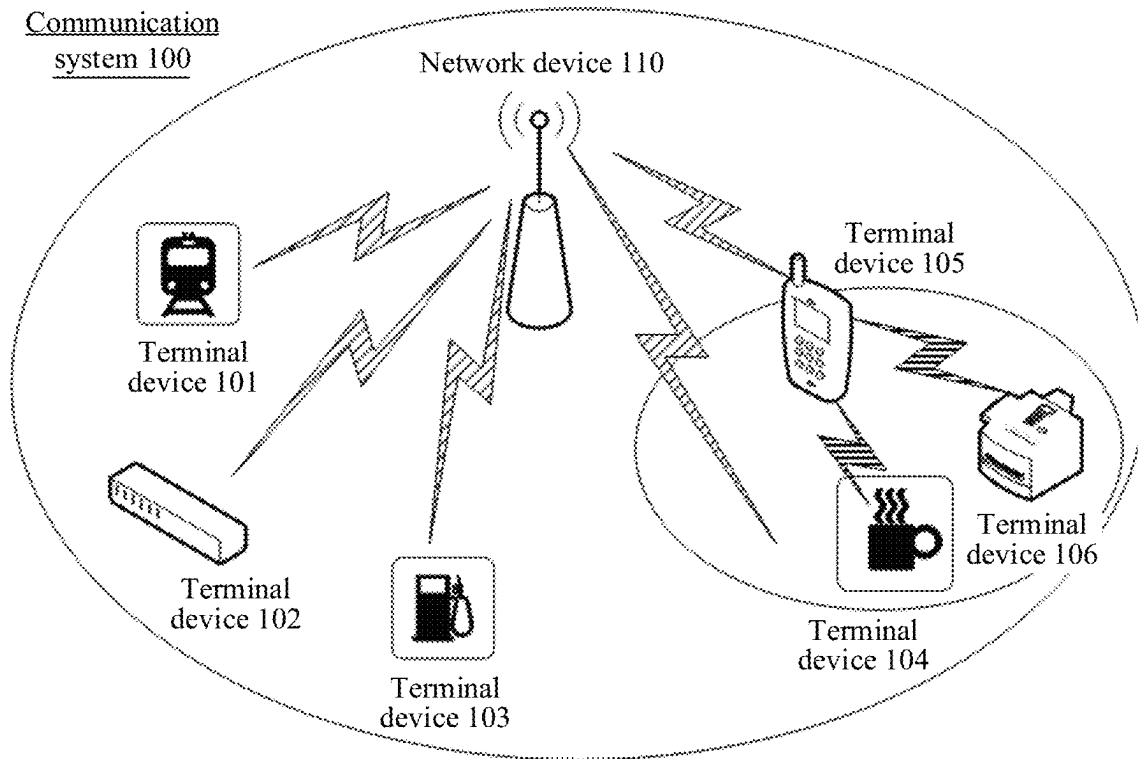 Communication
system 100
Network device 110
Terminal
device 105
Terminal
device 101
Terminal
device 102
Terminal
device 106
Terminal
device 104
Terminal
device 103